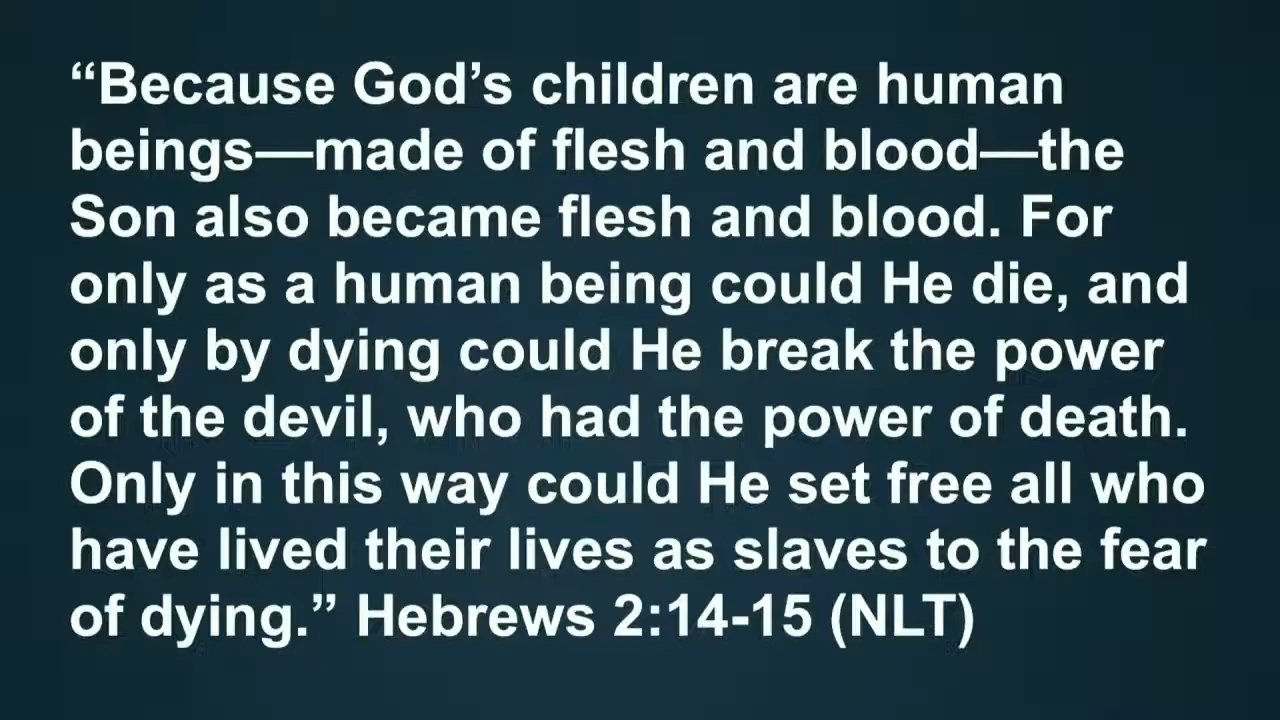 “Because God’s children are human
beings—made of flesh and blood—the
Son also became flesh and blood. For
only as a human being could He die, and
only by dying could He break the power
of the devil, who had the power of death.
Only in this way could He set free all who
have lived their lives as slaves to the fear
of dying.” Hebrews 2:14-15 (NLT)